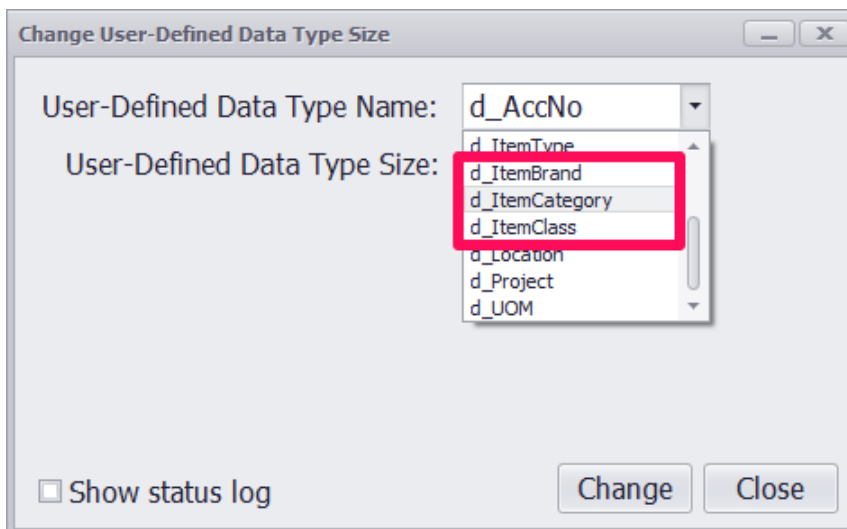 Change User-Defined Data Type Size
User-Defined Data Type Name:
d_AccNo
User-Defined Data Type Size:
d_ItemType
d_ItemBrand
d_ItemCategory
d_ItemClass
d_Location
d_Project
d_UOM
Show status log
Change
Close